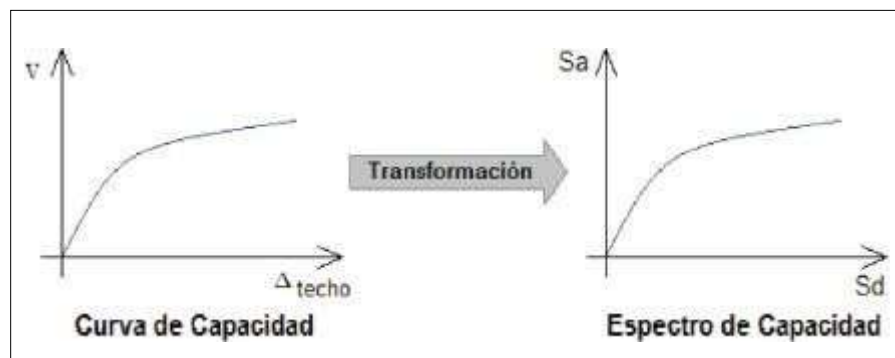 V
Δ techo
Curva de Capacidad
Transformación
Sa
Sd
Espectro de Capacidad